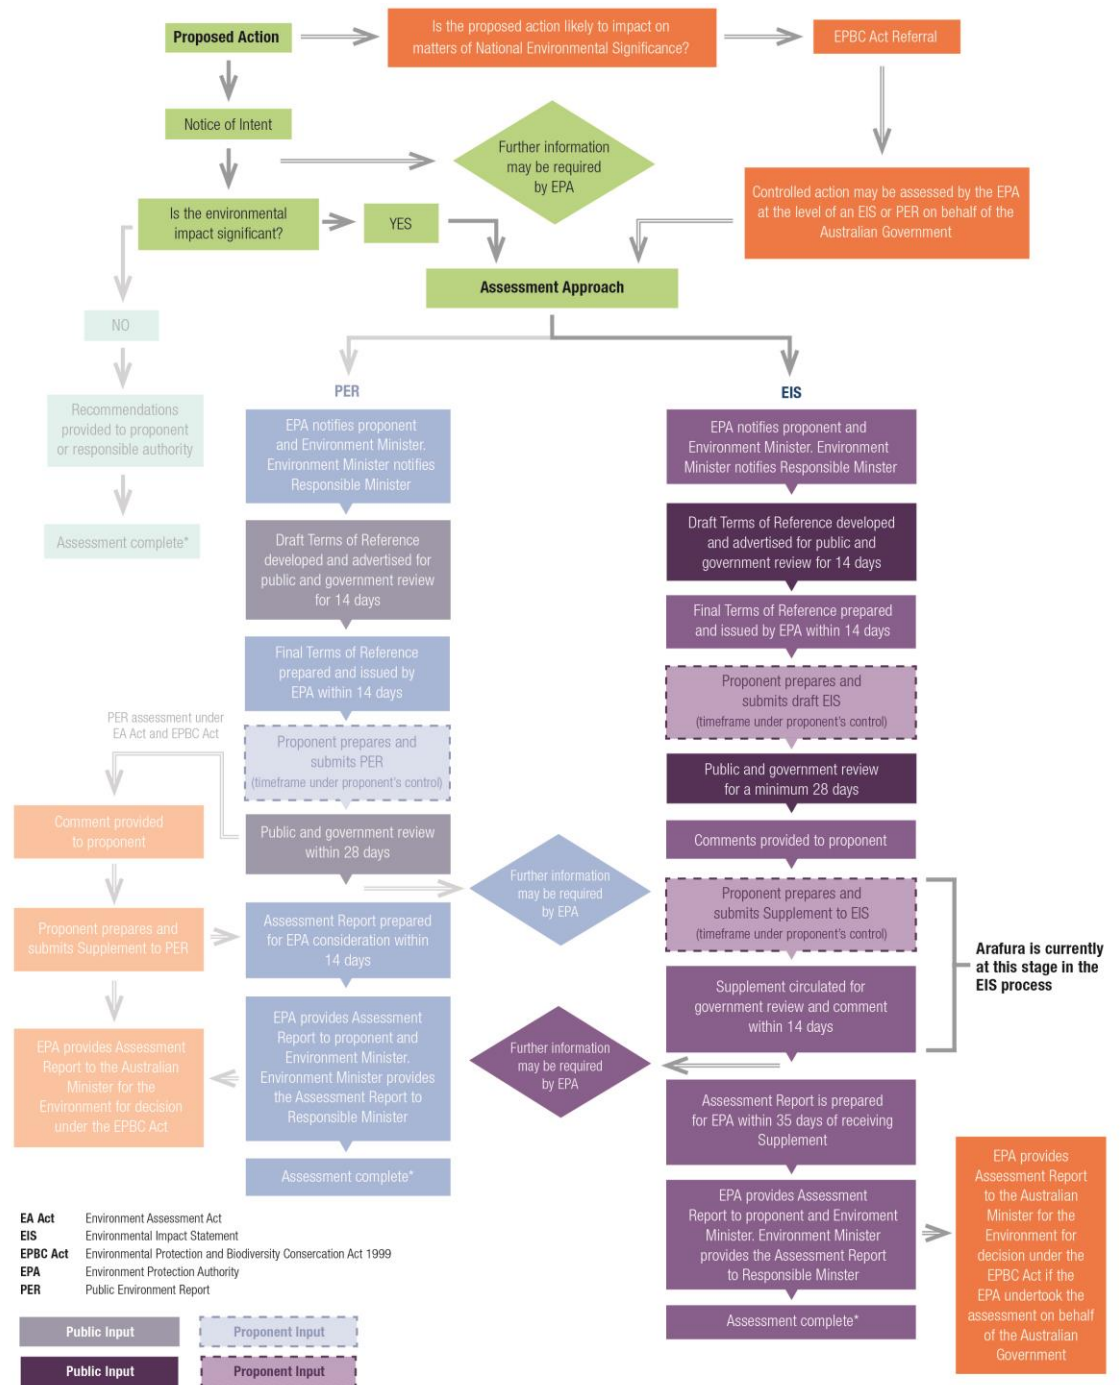 Proposed Action
Is the proposed action likely to impact on
matters of National Environmental Significance?
EPBC Act Referral
Notice of Intent
Further information
may be required
by EPA
Controlled action may be assessed by the EPA
at the level of an EIS or PER on behalf of the
Australian Government
Is the environmental
impact significant?
YES
Assessment Approach
NO
Recommendations
provided to proponent
or responsible authority
Assessment complete*
PER
EPA notifies proponent
and Environment Minister.
Environment Minister notifies
Responsible Minister
Draft Terms of Reference
developed and advertised for
public and government review
for 14 days
Final Terms of Reference
prepared and issued by
EPA within 14 days
Proponent prepares and
submits PER
(timeframe under proponent's control)
Public and government review
within 28 days
PER assessment under
EA Act and EPBC Act
Comment provided
to proponent
Proponent prepares and
submits Supplement to PER
EPA provides Assessment
Report to the Australian
Minister for the
Environment for decision
under the EPBC Act
Further information
may be required
by EPA
Assessment Report prepared
for EPA consideration within
14 days
EPA provides Assessment
Report to proponent and
Environment Minister.
Environment Minister provides
the Assessment Report to
Responsible Minister
Assessment complete*
EIS
EPA notifies proponent and
Environment Minister. Environment
Minister notifies Responsible Minster
Draft Terms of Reference developed
and advertised for public and
government review for 14 days
Final Terms of Reference prepared
and issued by EPA within 14 days
Proponent prepares and
submits draft EIS
(timeframe under proponent's control)
Public and government review
for a minimum 28 days
Comments provided to proponent
Proponent prepares and
submits Supplement to EIS
(timeframe under proponent's control)
Supplement circulated for
government review and comment
within 14 days
Arafura is currently
at this stage in the
EIS process
Further information
may be required
by EPA
Assessment Report is prepared
for EPA within 35 days of receiving
Supplement
EPA provides Assessment
Report to proponent and Enviroment
Minister. Environment Minister
provides the Assessment Report
to Responsible Minster
Assessment complete*
EPA provides
Assessment Report
to the Australian
Minister for the
Environment for
decision under the
EPBC Act if the
EPA undertook the
assessment on behalf
of the Australian
Government
EA Act Environment Assessment Act
EIS Environmental Impact Statement
EPBC Act Environmental Protection and Biodiversity Consercation Act 1999
EPA Environment Protection Authority
PER Public Environment Report
Public Input Proponent Input
Public Input Proponent Input